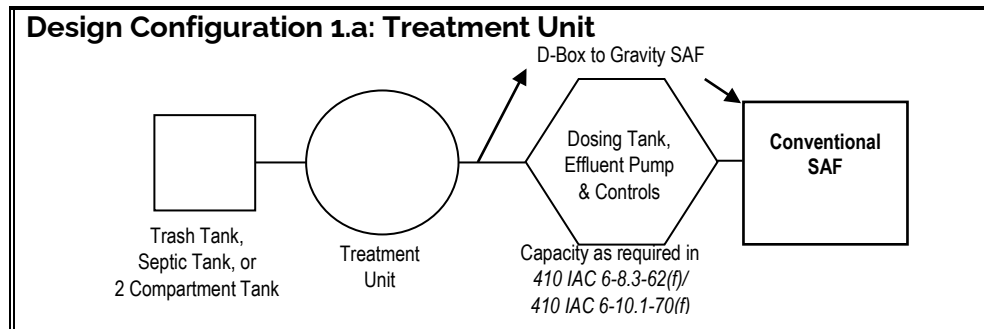 Design Configuration 1.a: Treatment Unit
D-Box to Gravity SAF
Trash Tank,
Septic Tank, or
2 Compartment Tank
Treatment
Unit
Dosing Tank,
Effluent Pump
& Controls
Capacity as required in
410 IAC 6-8.3-62(f)/
410 IAC 6-10.1-70(f)
Conventional
SAF